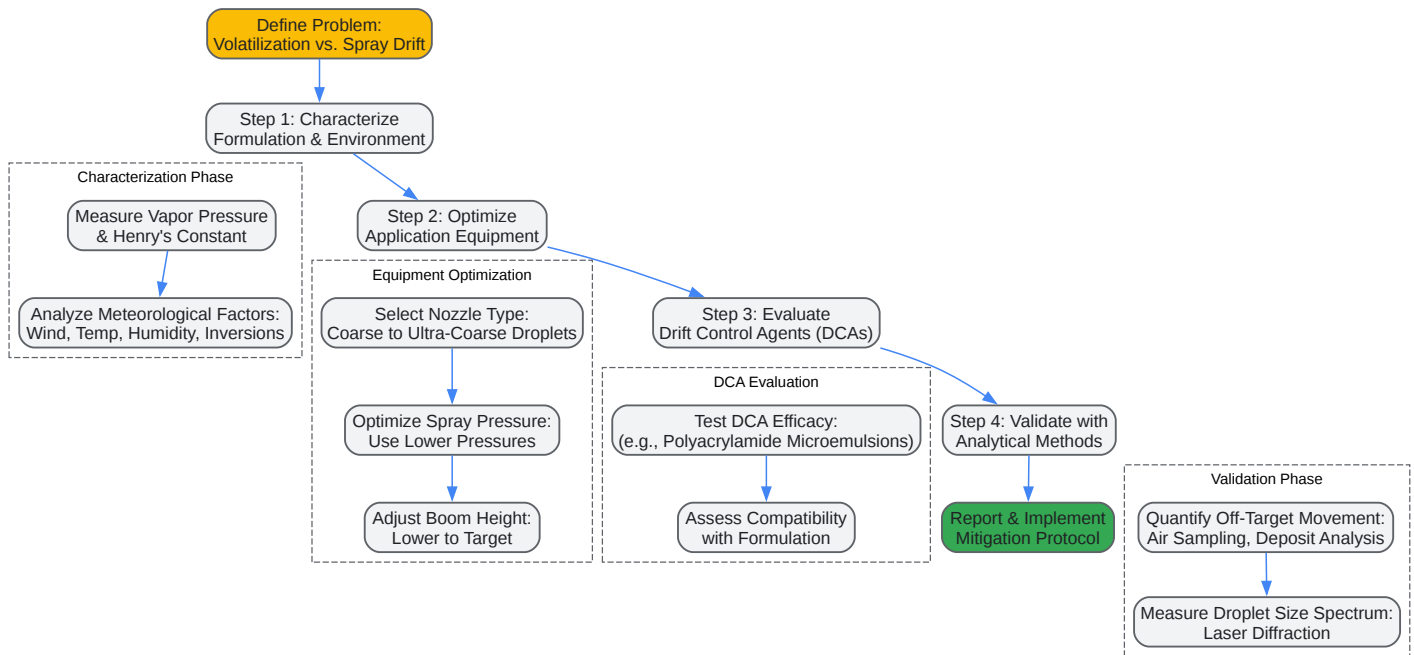 Define Problem:
Volatilization vs. Spray Drift
Step 1: Characterize
Formulation & Environment
Characterization Phase
Measure Vapor Pressure
& Henry's Constant
Analyze Meteorological Factors:
Wind, Temp, Humidity, Inversions
Step 2: Optimize
Application Equipment
Equipment Optimization
Select Nozzle Type:
Coarse to Ultra-Coarse Droplets
Optimize Spray Pressure:
Use Lower Pressures
Adjust Boom Height:
Lower to Target
Step 3: Evaluate
Drift Control Agents (DCAs)
DCA Evaluation
Test DCA Efficacy:
(e.g., Polyacrylamide Microemulsions)
Assess Compatibility
with Formulation
Step 4: Validate with
Analytical Methods
Report & Implement
Mitigation Protocol
Validation Phase
Quantify Off-Target Movement:
Air Sampling, Deposit Analysis
Measure Droplet Size Spectrum:
Laser Diffraction